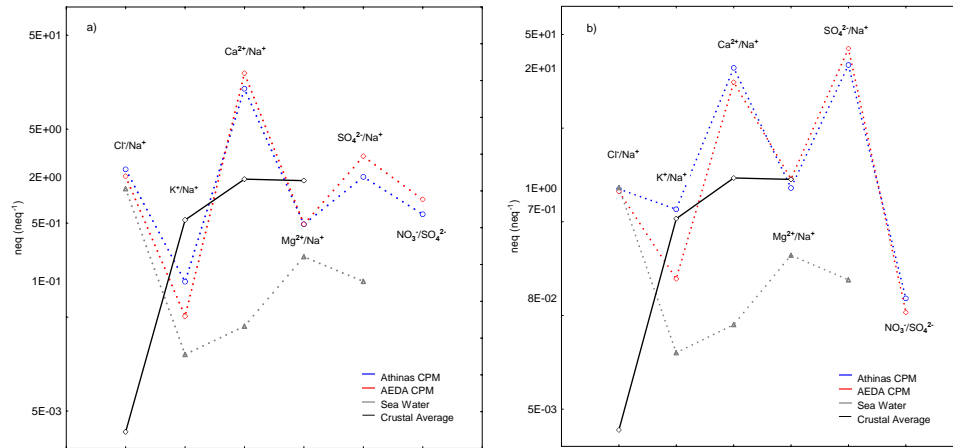 a)
5E+01
5E+00
2E+00
5E-01
1E-01
5E-03
neq (neq⁻¹)
Ca²⁺/Na⁺
SO₄²⁻/Na⁺
Cl⁻/Na⁺
K⁺/Na⁺
Mg²⁺/Na⁺
NO₃⁻/SO₄²⁻
Athinas CPM
AEDA CPM
Sea Water
Crustal Average
b)
5E+01
2E+01
1E+00
7E-01
8E-02
5E-03
neq (neq⁻¹)
SO₄²⁻/Na⁺
Ca²⁺/Na⁺
Cl⁻/Na⁺
K⁺/Na⁺
Mg²⁺/Na⁺
NO₃⁻/SO₄²⁻
Athinas CPM
AEDA CPM
Sea Water
Crustal Average